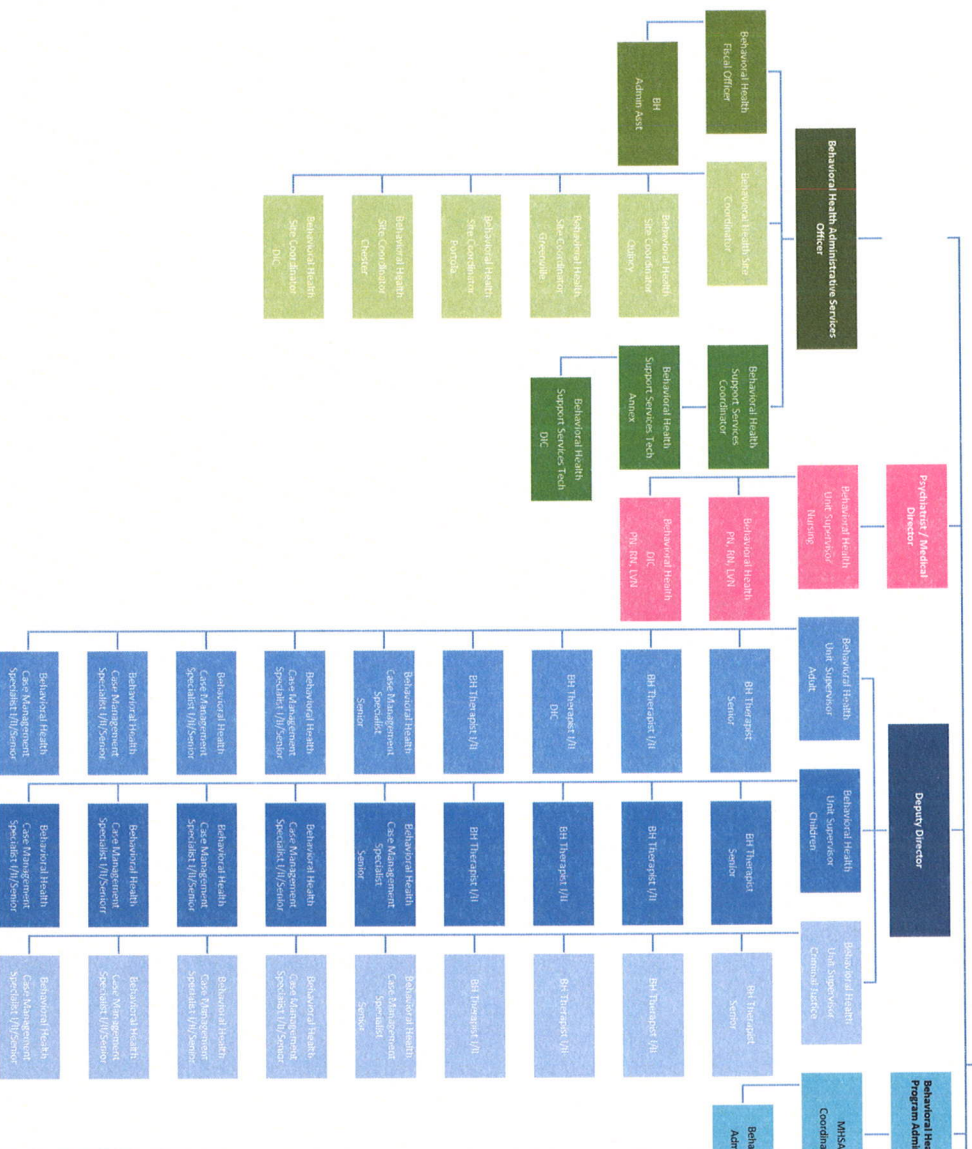 Behavioral Health Administrative Services
Officer
Behavioral Health
Fiscal Officer
BH
Admin Asst
Behavioral Health Site
Coordinator
Behavioral Health
Site Coordinator
Quincy
Behavioral Health
Site Coordinator
Greenville
Behavioral Health
Site Coordinator
Portola
Behavioral Health
Site Coordinator
Chester
Behavioral Health
Site Coordinator
DIC
Behavioral Health
Support Services
Coordinator
Behavioral Health
Support Services Tech
Annex
Behavioral Health
Support Services Tech
DIC
Psychiatrist / Medical
Director
Behavioral Health
Unit Supervisor
Nursing
Behavioral Health
PN, RN, LVN
Behavioral Health
DIC
PN, RN, LVN
Deputy Director
Behavioral Health
Unit Supervisor
Adult
BH Therapist
Senior
BH Therapist I/II
BH Therapist I/II
DIC
BH Therapist I/II
Behavioral Health
Case Management
Specialist
Senior
Behavioral Health
Case Management
Specialist I/II/Senior
Behavioral Health
Case Management
Specialist I/II/Senior
Behavioral Health
Case Management
Specialist I/II/Senior
Behavioral Health
Case Management
Specialist I/II/Senior
Behavioral Health
Unit Supervisor
Children
BH Therapist
Senior
BH Therapist I/II
BH Therapist I/II
BH Therapist I/II
Behavioral Health
Case Management
Specialist
Senior
Behavioral Health
Case Management
Specialist I/II/Senior
Behavioral Health
Case Management
Specialist I/II/Senior
Behavioral Health
Case Management
Specialist I/II/Seniorr
Behavioral Health
Case Management
Specialist I/II/Senior
Behavioral Health
Unit Supervisor
Criminal Justice
BH Therapist
Senior
BH Therapist I/II
BH Therapist I/II
BH Therapist I/II
Behavioral Health
Case Management
Specialist
Senior
Behavioral Health
Case Management
Specialist I/II/Senior
Behavioral Health
Case Management
Specialist I/II/Senior
Behavioral Health
Case Management
Specialist I/II/Senior
Behavioral Health
Case Management
Specialist I/II/Senior
Behavioral Hea
Program Admi
MHSA
Coordina
Beha
Adm